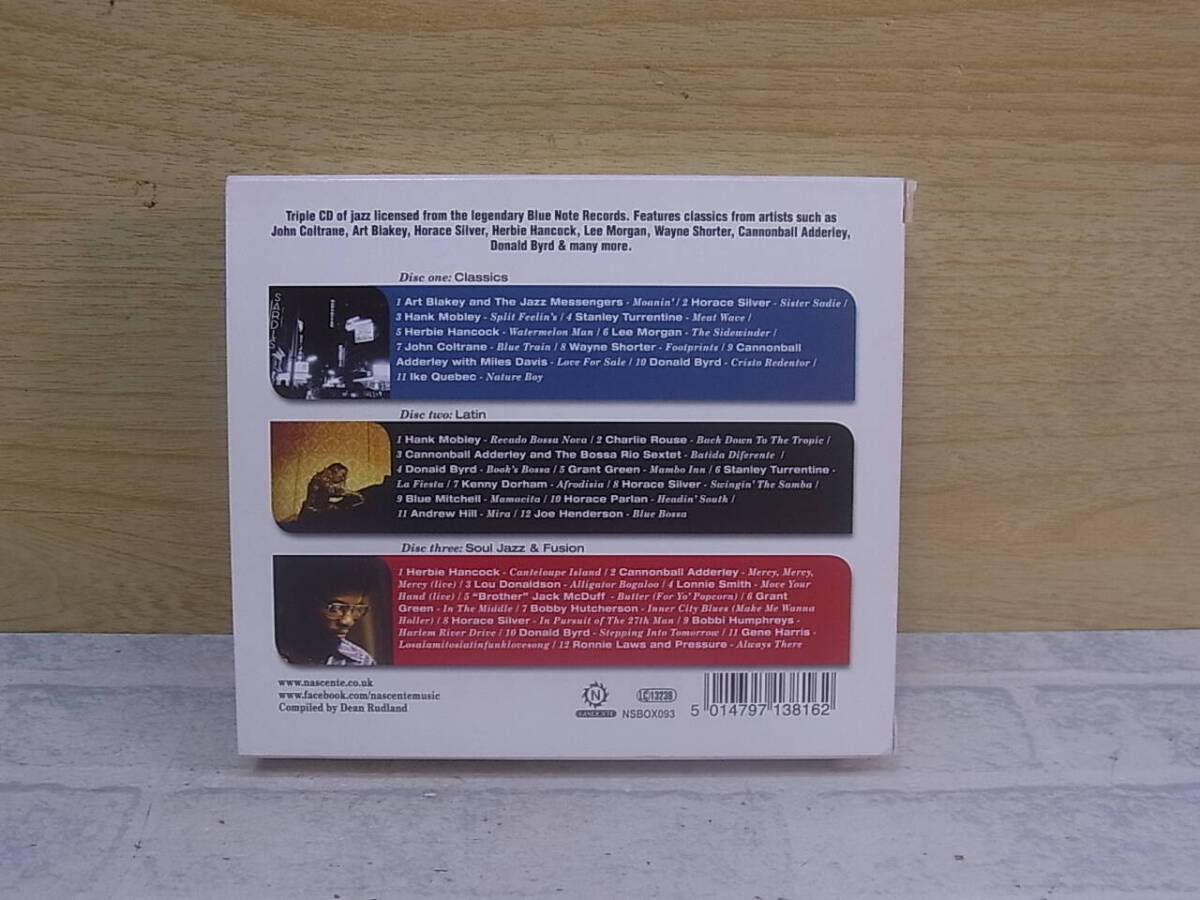 Triple CD of jazz licensed from the legendary Blue Note Records. Features classics from artists such as
John Coltrane, Art Blakey, Horace Silver, Herbie Hancock, Lee Morgan, Wayne Shorter, Cannonball Adderley,
Donald Byrd & many more.
Disc one: Classics
SARDI'S
1 Art Blakey and The Jazz Messengers - Moanin' / 2 Horace Silver - Sister Sadie /
3 Hank Mobley - Split Feelin's / 4 Stanley Turrentine - Meat Wave /
5 Herbie Hancock - Watermelon Man / 6 Lee Morgan - The Sidewinder /
7 John Coltrane - Blue Train / 8 Wayne Shorter - Footprints / 9 Cannonball
Adderley with Miles Davis - Love For Sale / 10 Donald Byrd - Cristo Redentor /
11 Ike Quebec - Nature Boy
Disc two: Latin
1 Hank Mobley - Recado Bossa Nova / 2 Charlie Rouse - Back Down To The Tropic /
3 Cannonball Adderley and The Bossa Rio Sextet - Batida Diferente /
4 Donald Byrd - Book's Bossa / 5 Grant Green - Mambo Inn / 6 Stanley Turrentine -
La Fiesta / 7 Kenny Dorham - Afrodisia / 8 Horace Silver - Swingin' The Samba /
9 Blue Mitchell - Mamacita / 10 Horace Parlan - Headin' South /
11 Andrew Hill - Mira / 12 Joe Henderson - Blue Bossa
Disc three: Soul Jazz & Fusion
1 Herbie Hancock - Canteloupe Island / 2 Cannonball Adderley - Mercy, Mercy,
Mercy (live) / 3 Lou Donaldson - Alligator Bogaloo / 4 Lonnie Smith - Move Your
Hand (live) / 5 "Brother" Jack McDuff - Butter (For Yo' Popcorn) / 6 Grant
Green - In The Middle / 7 Bobby Hutcherson - Inner City Blues (Make Me Wanna
Holler) / 8 Horace Silver - In Pursuit of The 27th Man / 9 Bobbi Humphreys -
Harlem River Drive / 10 Donald Byrd - Stepping Into Tomorrow / 11 Gene Harris -
Losalamitoslatinfunklovesong / 12 Ronnie Laws and Pressure - Always There
www.nascente.co.uk
www.facebook.com/nascentemusic
Compiled by Dean Rudland
N
NASCENTE
LC 13238
NSBOX093
5 014797 138162